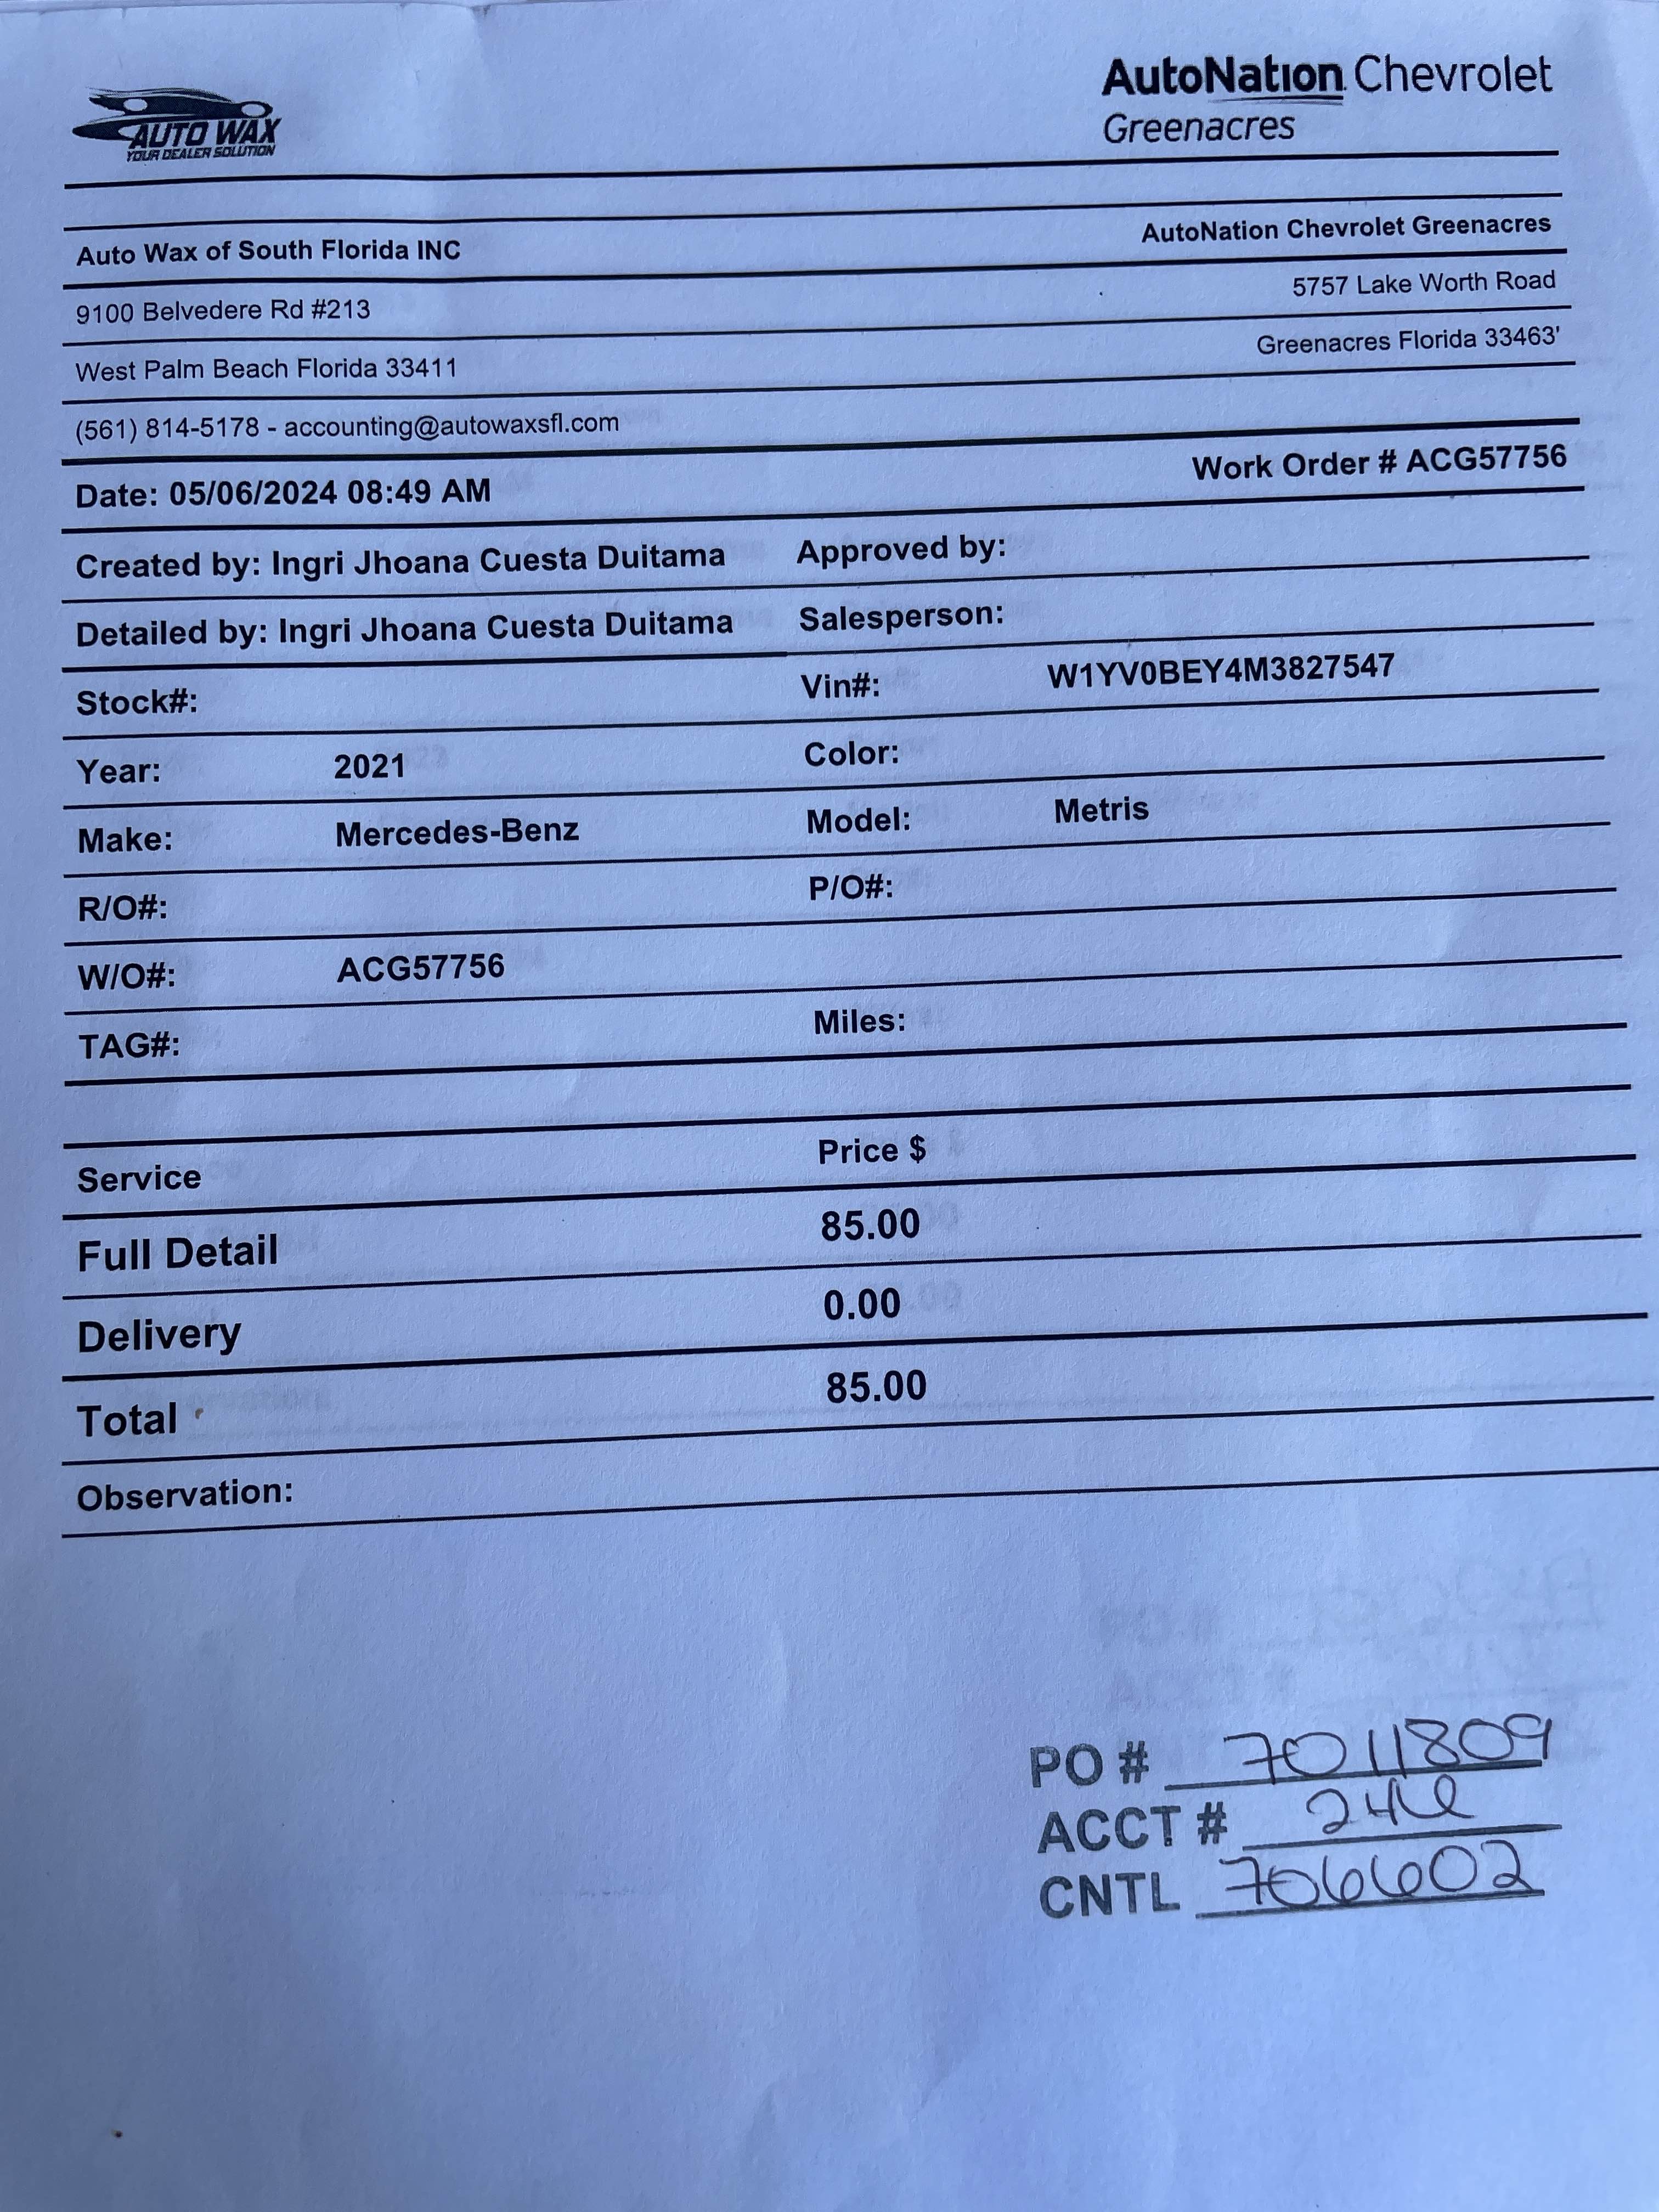 AUTO WAX
YOUR DEALER SOLUTION
AutoNation Chevrolet
Greenacres
Auto Wax of South Florida INC
AutoNation Chevrolet Greenacres
9100 Belvedere Rd #213
5757 Lake Worth Road
West Palm Beach Florida 33411
Greenacres Florida 33463'
(561) 814-5178 - accounting@autowaxsfl.com
Date: 05/06/2024 08:49 AM
Work Order # ACG57756
Created by: Ingri Jhoana Cuesta Duitama Approved by:
Detailed by: Ingri Jhoana Cuesta Duitama Salesperson:
Stock#: Vin#: W1YV0BEY4M3827547
Year: 2021 Color:
Make: Mercedes-Benz Model: Metris
R/O#: P/O#:
W/O#: ACG57756
TAG#: Miles:
Service Price $
Full Detail 85.00
Delivery 0.00
Total 85.00
Observation:
PO # 7011809
ACCT # 246
CNTL 706602